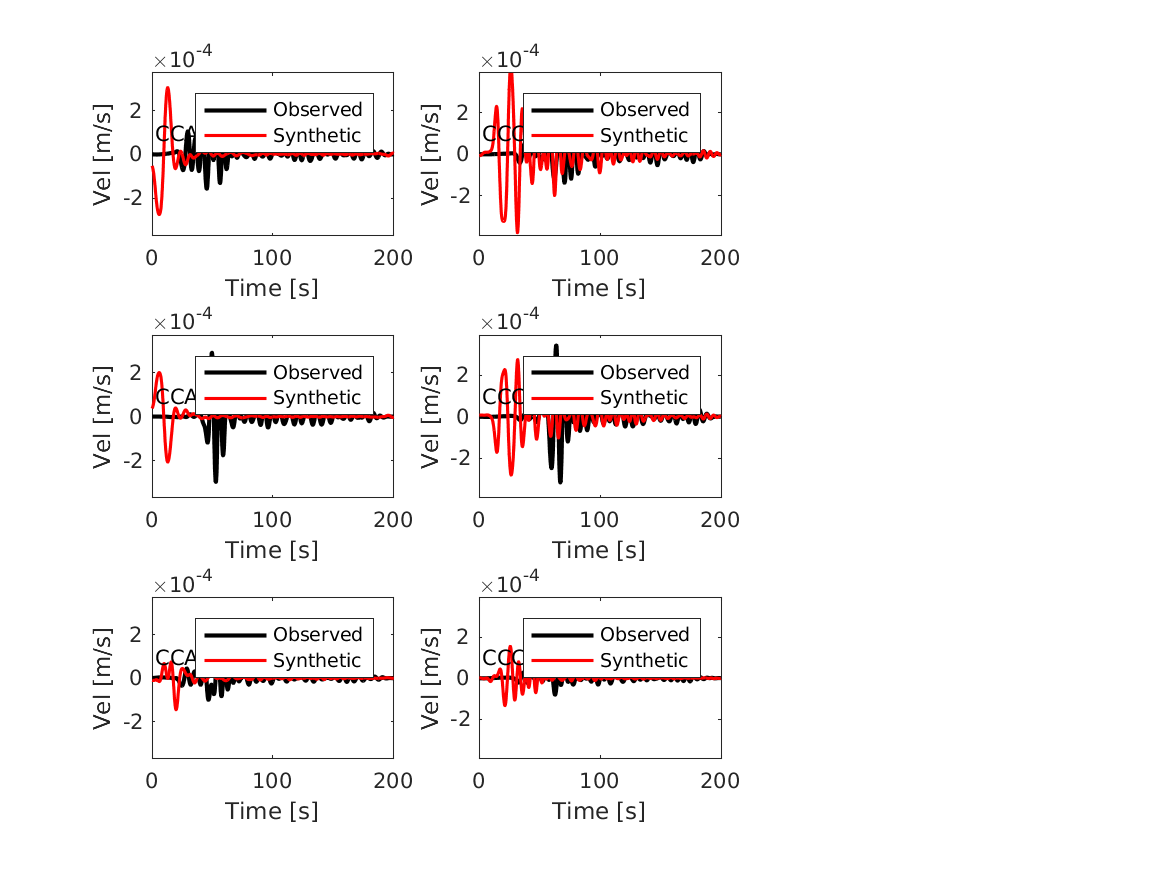 ×10-4 ×10-4
Vel [m/s] 2 0 -2 CCA Observed Synthetic
Vel [m/s] 2 0 -2 CCC Observed Synthetic
0 100 200 0 100 200
Time [s] Time [s]
×10-4 ×10-4
Vel [m/s] 2 0 -2 CCA Observed Synthetic
Vel [m/s] 2 0 -2 CCC Observed Synthetic
0 100 200 0 100 200
Time [s] Time [s]
×10-4 ×10-4
Vel [m/s] 2 0 -2 CCA Observed Synthetic
Vel [m/s] 2 0 -2 CCC Observed Synthetic
0 100 200 0 100 200
Time [s] Time [s]